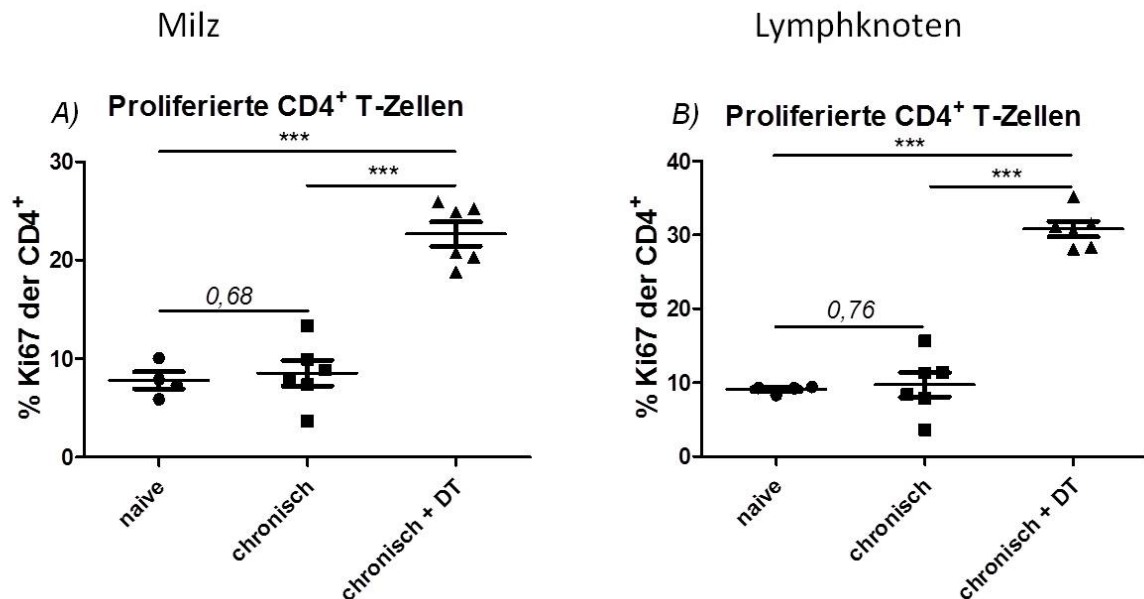 Milz
Lymphknoten
A) Proliferierte CD4⁺ T-Zellen
***
***
0,68
% Ki67 der CD4⁺
30
20
10
0
naive
chronisch
chronisch + DT
B) Proliferierte CD4⁺ T-Zellen
***
***
0,76
% Ki67 der CD4⁺
40
30
20
10
0
naive
chronisch
chronisch + DT